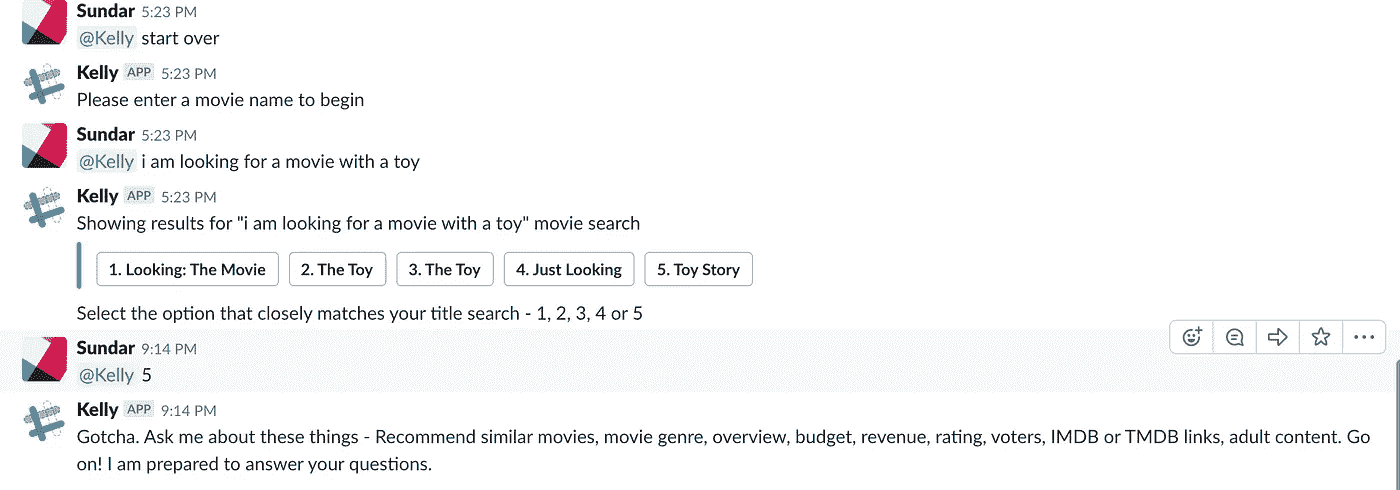 Sundar 5:23 PM
@Kelly start over
Kelly APP 5:23 PM
Please enter a movie name to begin
Sundar 5:23 PM
@Kelly i am looking for a movie with a toy
Kelly APP 5:23 PM
Showing results for "i am looking for a movie with a toy" movie search
1. Looking: The Movie 2. The Toy 3. The Toy 4. Just Looking 5. Toy Story
Select the option that closely matches your title search - 1, 2, 3, 4 or 5
Sundar 9:14 PM
@Kelly 5
Kelly APP 9:14 PM
Gotcha. Ask me about these things - Recommend similar movies, movie genre, overview, budget, revenue, rating, voters, IMDB or TMDB links, adult content. Go
on! I am prepared to answer your questions.